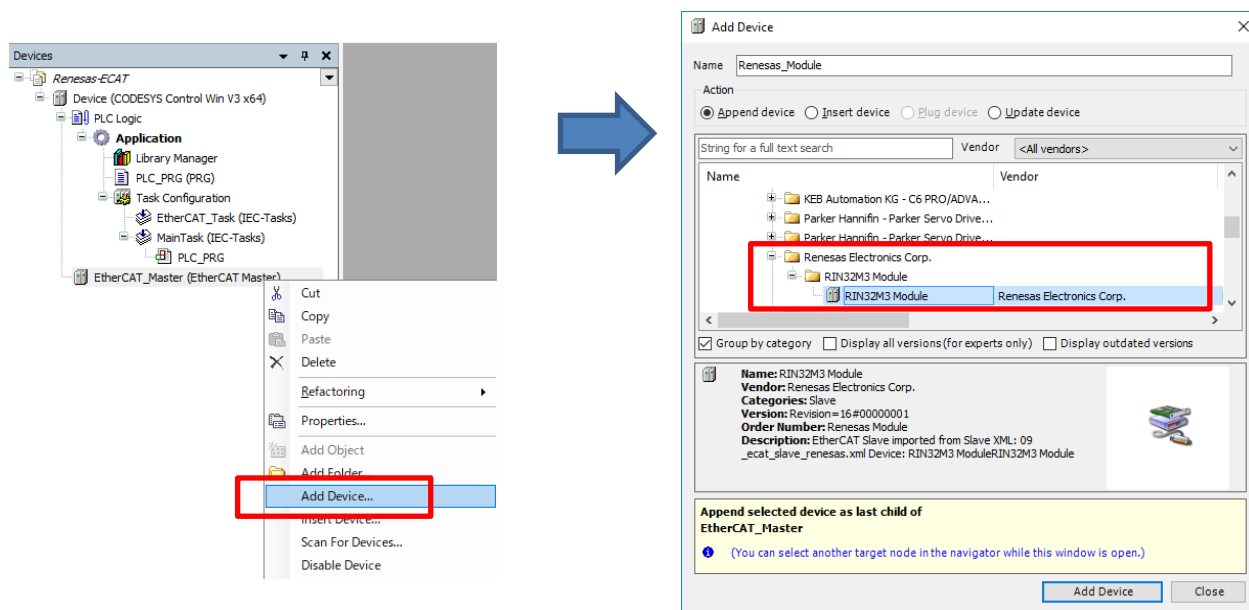 Devices
Renesas-ECAT
Device (CODESYS Control Win V3 x64)
PLC Logic
Application
Library Manager
PLC_PRG (PRG)
Task Configuration
EtherCAT_Task (IEC-Tasks)
MainTask (IEC-Tasks)
PLC_PRG
EtherCAT_Master (EtherCAT Master)
Cut
Copy
Paste
Delete
Refactoring
Properties...
Add Object
Add Folder
Add Device...
Insert Device...
Scan For Devices...
Disable Device
Add Device
Name Renesas_Module
Action
Append device Insert device Plug device Update device
String for a full text search Vendor <All vendors>
Name Vendor
KEB Automation KG - C6 PRO/ADVA...
Parker Hannifin - Parker Servo Drive...
Parker Hannifin - Parker Servo Drive...
Renesas Electronics Corp.
RIN32M3 Module
RIN32M3 Module Renesas Electronics Corp.
Group by category Display all versions(for experts only) Display outdated versions
Name: RIN32M3 Module
Vendor: Renesas Electronics Corp.
Categories: Slave
Version: Revision=16#00000001
Order Number: Renesas Module
Description: EtherCAT Slave imported from Slave XML: 09
_ecat_slave_renesas.xml Device: RIN32M3 ModuleRIN32M3 Module
Append selected device as last child of
EtherCAT_Master
(You can select another target node in the navigator while this window is open.)
Add Device Close